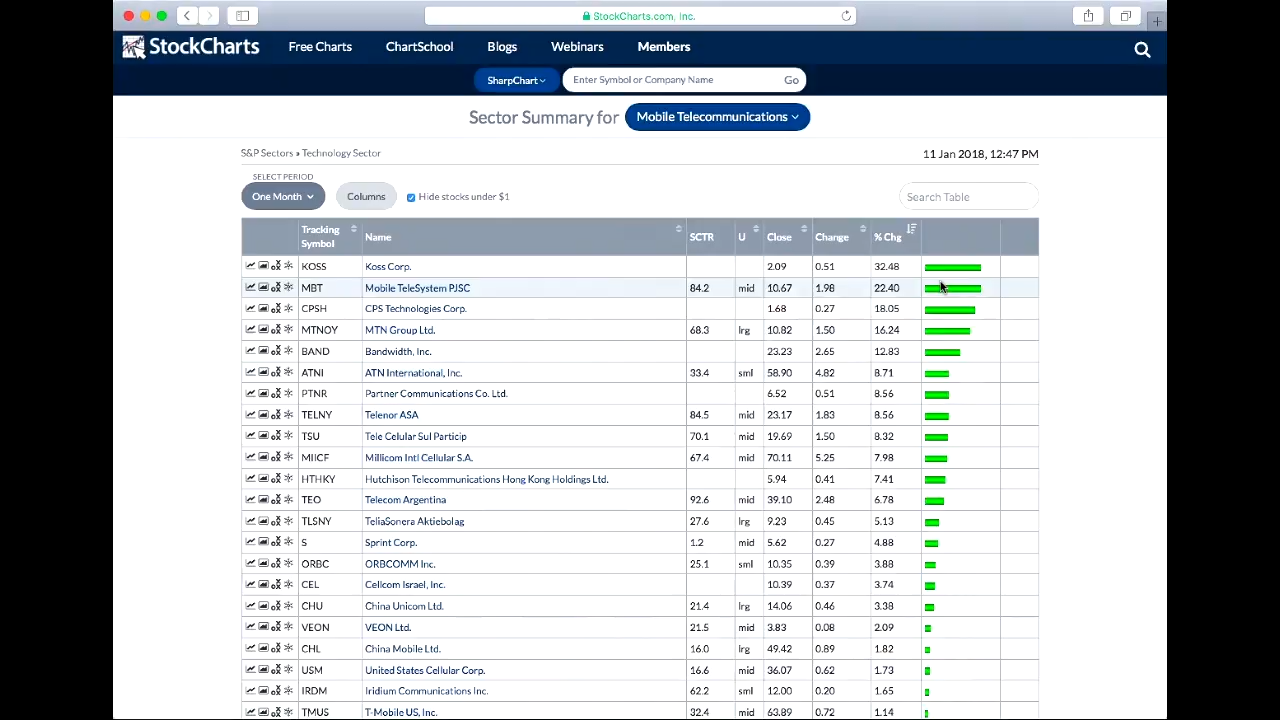 StockCharts.com, Inc.
StockCharts Free Charts ChartSchool Blogs Webinars Members
SharpChart Enter Symbol or Company Name Go
Sector Summary for Mobile Telecommunications
S&P Sectors » Technology Sector 11 Jan 2018, 12:47 PM
SELECT PERIOD
One Month Columns Hide stocks under $1 Search Table
Tracking Symbol Name SCTR U Close Change % Chg
KOSS Koss Corp. 2.09 0.51 32.48
MBT Mobile TeleSystem PJSC 84.2 mid 10.67 1.98 22.40
CPSH CPS Technologies Corp. 1.68 0.27 18.05
MTNOY MTN Group Ltd. 68.3 lrg 10.82 1.50 16.24
BAND Bandwidth, Inc. 23.23 2.65 12.83
ATNI ATN International, Inc. 33.4 sml 58.90 4.82 8.71
PTNR Partner Communications Co. Ltd. 6.52 0.51 8.56
TELNY Telenor ASA 84.5 mid 23.17 1.83 8.56
TSU Tele Celular Sul Particip 70.1 mid 19.69 1.50 8.32
MIICF Millicom Intl Cellular S.A. 67.4 mid 70.11 5.25 7.98
HTHKY Hutchison Telecommunications Hong Kong Holdings Ltd. 5.94 0.41 7.41
TEO Telecom Argentina 92.6 mid 39.10 2.48 6.78
TLSNY TeliaSonera Aktiebolag 27.6 lrg 9.23 0.45 5.13
S Sprint Corp. 1.2 mid 5.62 0.27 4.88
ORBC ORBCOMM Inc. 25.1 sml 10.35 0.39 3.88
CEL Cellcom Israel, Inc. 10.39 0.37 3.74
CHU China Unicom Ltd. 21.4 lrg 14.06 0.46 3.38
VEON VEON Ltd. 21.5 mid 3.83 0.08 2.09
CHL China Mobile Ltd. 16.0 lrg 49.42 0.89 1.82
USM United States Cellular Corp. 16.6 mid 36.07 0.62 1.73
IRDM Iridium Communications Inc. 62.2 sml 12.00 0.20 1.65
TMUS T-Mobile US, Inc. 32.4 mid 63.89 0.72 1.14